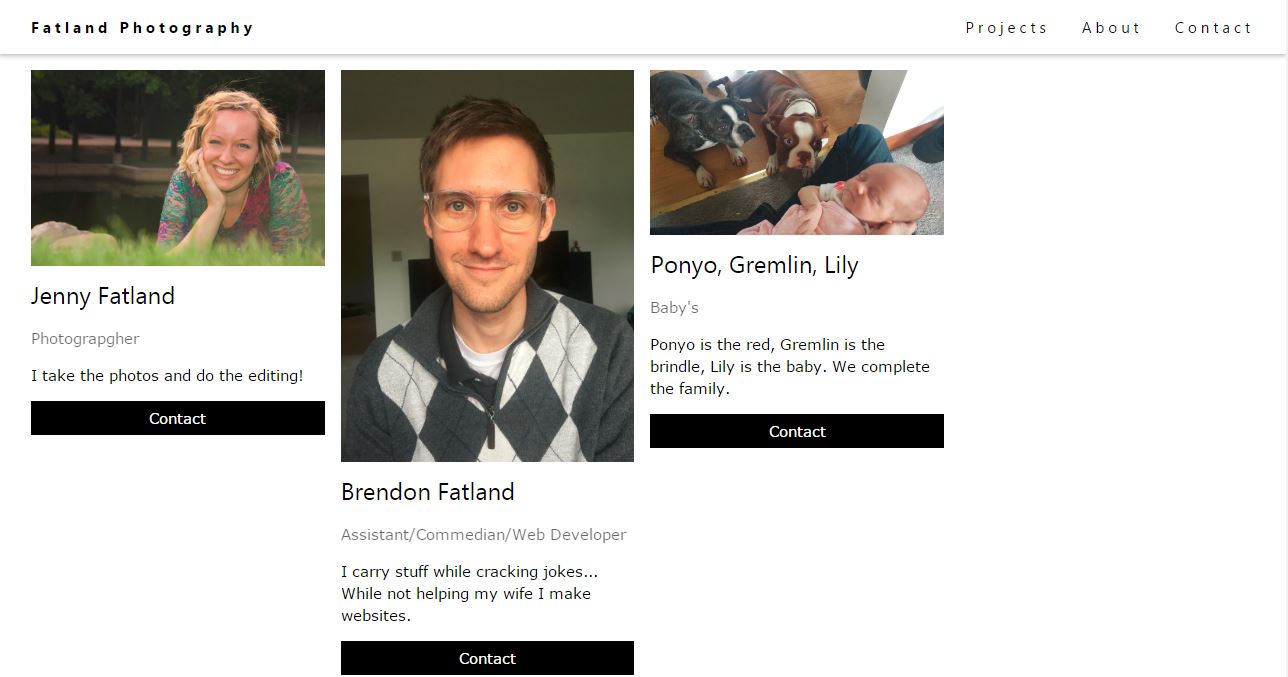 Fatland Photography
Projects About Contact
Jenny Fatland
Photograpgher
I take the photos and do the editing!
Contact
Brendon Fatland
Assistant/Commedian/Web Developer
I carry stuff while cracking jokes...
While not helping my wife I make
websites.
Contact
Ponyo, Gremlin, Lily
Baby's
Ponyo is the red, Gremlin is the
brindle, Lily is the baby. We complete
the family.
Contact